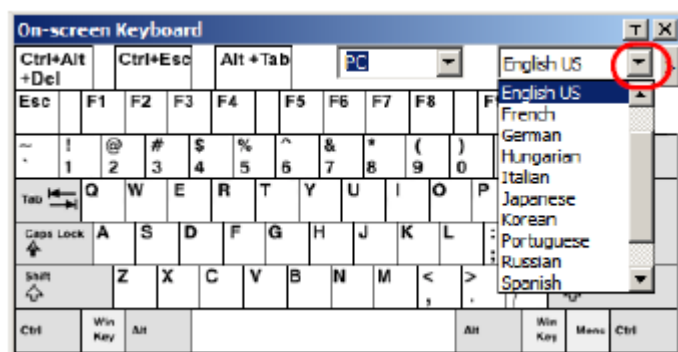 On-screen Keyboard
Ctrl+Alt +Del Ctrl+Esc Alt +Tab PC English US
Esc F1 F2 F3 F4 F5 F6 F7 F8
English US
French
German
Hungarian
Italian
Japanese
Korean
Portuguese
Russian
Spanish
~ ! @ # $ % ^ & * ( )
` 1 2 3 4 5 6 7 8 9 0
Tab Q W E R T Y U I O P
Caps Lock A S D F G H J K L :
;
Shift Z X C V B N M < >
, . /
Ctrl Win Key Alt Alt Win Key Menu Ctrl